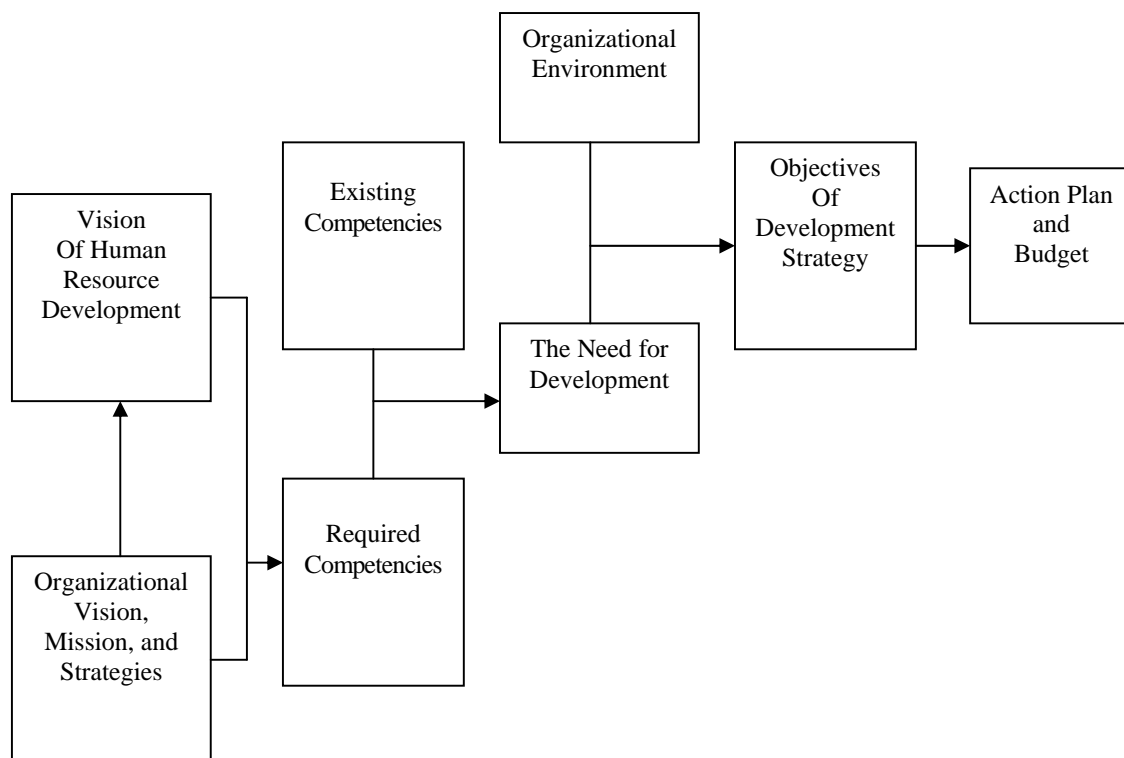 Organizational
Environment
Existing
Competencies
Objectives
Of
Development
Strategy
Action Plan
and
Budget
Vision
Of Human
Resource
Development
The Need for
Development
Required
Competencies
Organizational
Vision,
Mission, and
Strategies